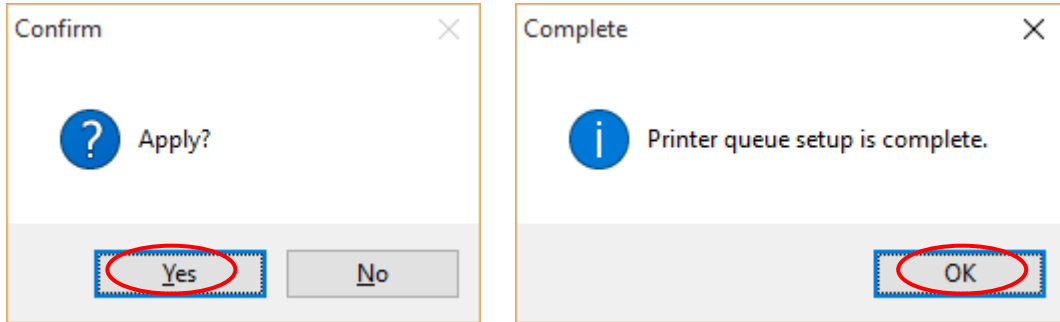 Confirm
Apply?
Yes
No
Complete
Printer queue setup is complete.
OK